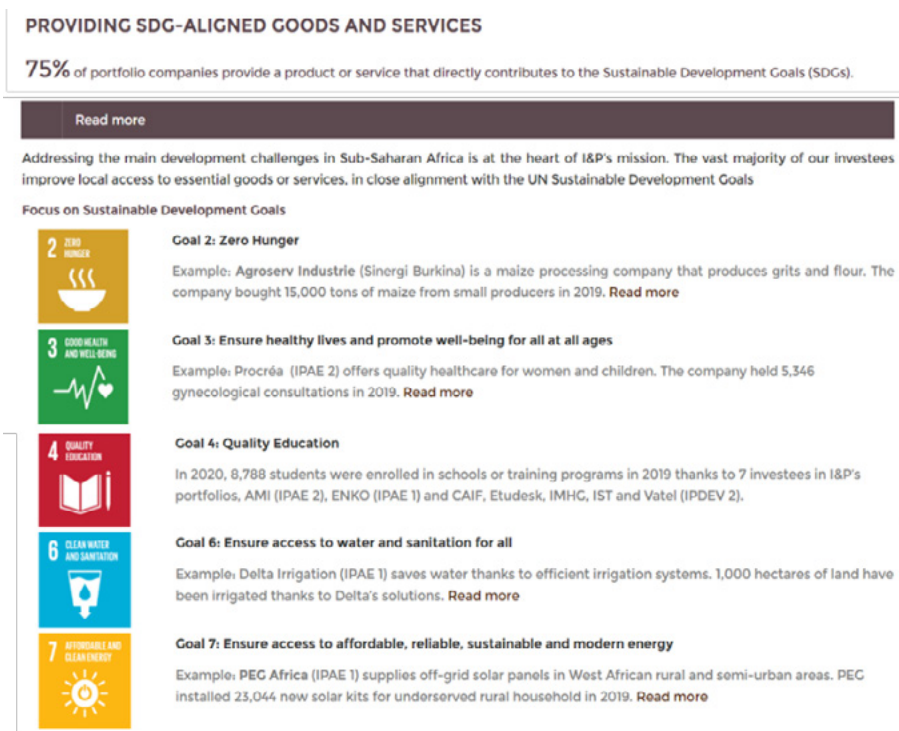 PROVIDING SDG-ALIGNED GOODS AND SERVICES
75% of portfolio companies provide a product or service that directly contributes to the Sustainable Development Goals (SDGs).
Read more
Addressing the main development challenges in Sub-Saharan Africa is at the heart of I&P's mission. The vast majority of our investees
improve local access to essential goods or services, in close alignment with the UN Sustainable Development Goals
Focus on Sustainable Development Goals
2 ZERO
HUNGER
Goal 2: Zero Hunger
Example: Agroserv Industrie (Sinergi Burkina) is a maize processing company that produces grits and flour. The
company bought 15,000 tons of maize from small producers in 2019. Read more
3 GOOD HEALTH
AND WELL-BEING
Goal 3: Ensure healthy lives and promote well-being for all at all ages
Example: Procréa (IPAE 2) offers quality healthcare for women and children. The company held 5,346
gynecological consultations in 2019. Read more
4 QUALITY
EDUCATION
Goal 4: Quality Education
In 2020, 8,788 students were enrolled in schools or training programs in 2019 thanks to 7 investees in I&P's
portfolios, AMI (IPAE 2), ENKO (IPAE 1) and CAIF, Etudesk, IMHG, IST and Vatel (IPDEV 2).
6 CLEAN WATER
AND SANITATION
Goal 6: Ensure access to water and sanitation for all
Example: Delta Irrigation (IPAE 1) saves water thanks to efficient irrigation systems. 1,000 hectares of land have
been irrigated thanks to Delta's solutions. Read more
7 AFFORDABLE AND
CLEAN ENERGY
Goal 7: Ensure access to affordable, reliable, sustainable and modern energy
Example: PEG Africa (IPAE 1) supplies off-grid solar panels in West African rural and semi-urban areas. PEG
installed 23,044 new solar kits for underserved rural household in 2019. Read more